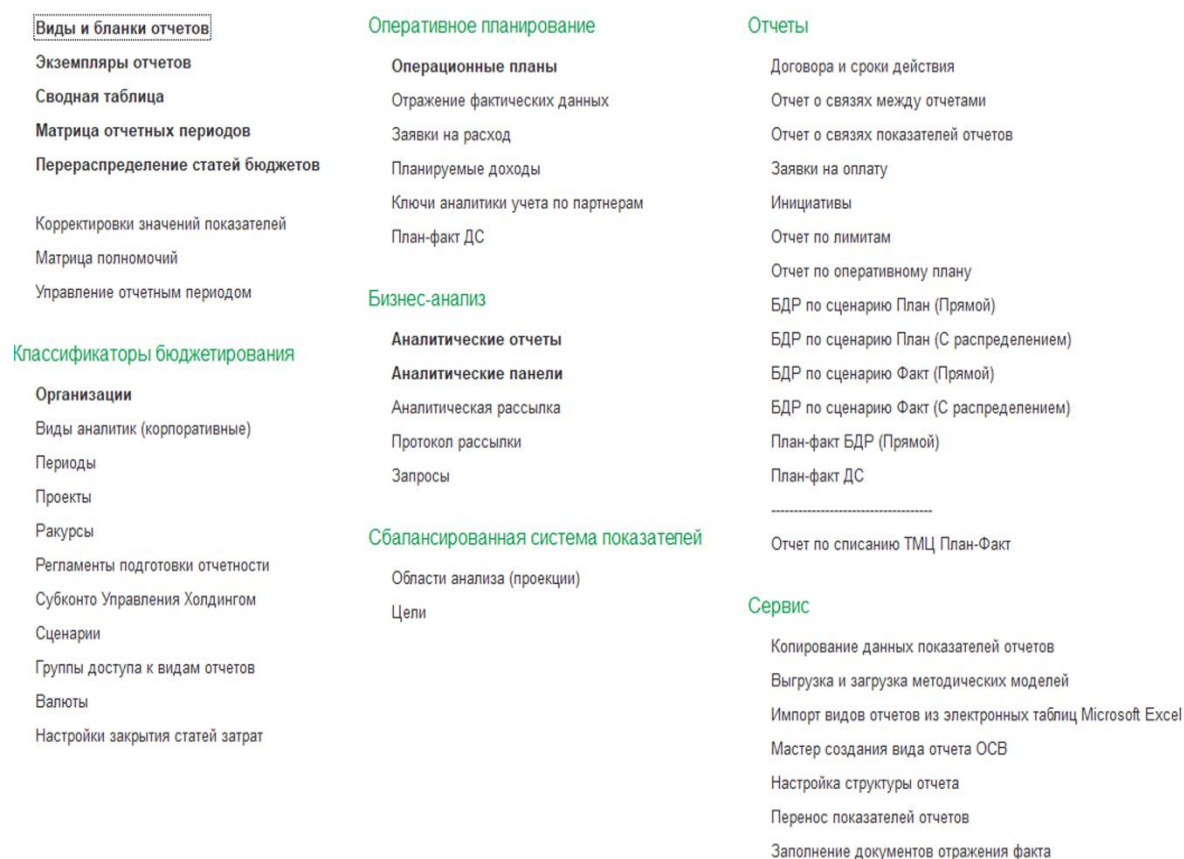 Виды и бланки отчетов
Экземпляры отчетов
Сводная таблица
Матрица отчетных периодов
Перераспределение статей бюджетов
Корректировки значений показателей
Матрица полномочий
Управление отчетным периодом
Классификаторы бюджетирования
Организации
Виды аналитик (корпоративные)
Периоды
Проекты
Ракурсы
Регламенты подготовки отчетности
Субконто Управления Холдингом
Сценарии
Группы доступа к видам отчетов
Валюты
Настройки закрытия статей затрат
Оперативное планирование
Операционные планы
Отражение фактических данных
Заявки на расход
Планируемые доходы
Ключи аналитики учета по партнерам
План-факт ДС
Бизнес-анализ
Аналитические отчеты
Аналитические панели
Аналитическая рассылка
Протокол рассылки
Запросы
Сбалансированная система показателей
Области анализа (проекции)
Цели
Отчеты
Договора и сроки действия
Отчет о связях между отчетами
Отчет о связях показателей отчетов
Заявки на оплату
Инициативы
Отчет по лимитам
Отчет по оперативному плану
БДР по сценарию План (Прямой)
БДР по сценарию План (С распределением)
БДР по сценарию Факт (Прямой)
БДР по сценарию Факт (С распределением)
План-факт БДР (Прямой)
План-факт ДС
------------------------------------
Отчет по списанию ТМЦ План-Факт
Сервис
Копирование данных показателей отчетов
Выгрузка и загрузка методических моделей
Импорт видов отчетов из электронных таблиц Microsoft Excel
Мастер создания вида отчета ОСВ
Настройка структуры отчета
Перенос показателей отчетов
Заполнение документов отражения факта